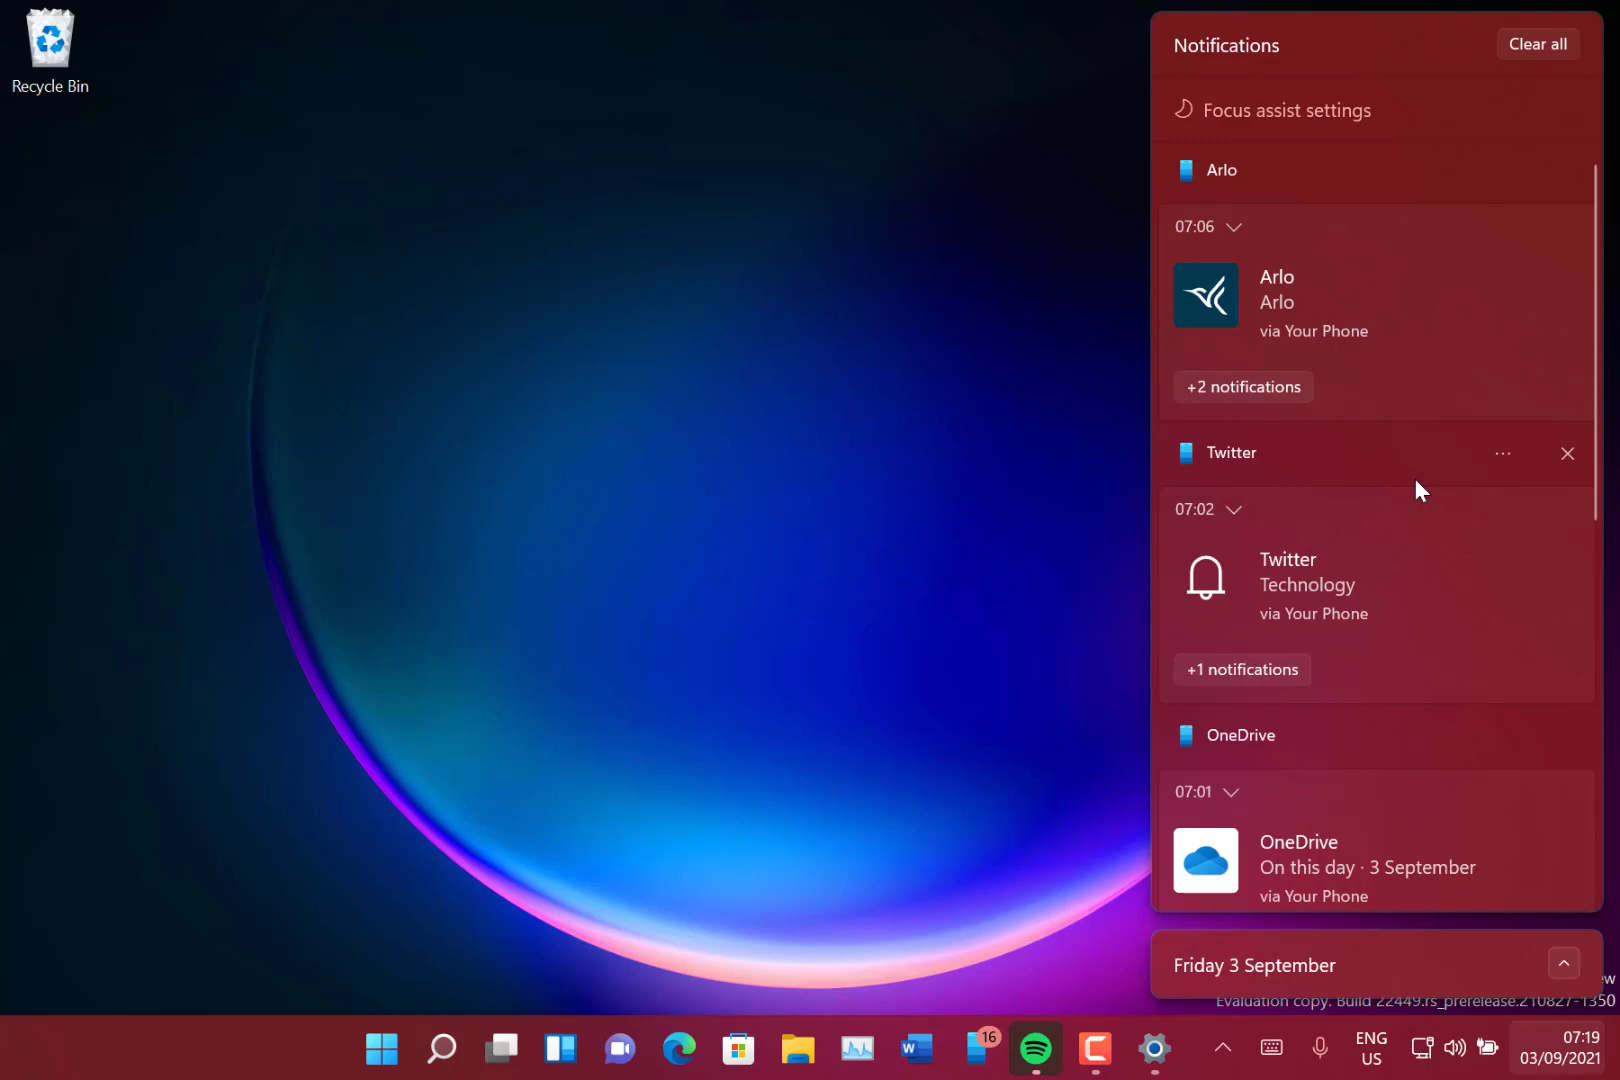 Recycle Bin
Notifications
Clear all
Focus assist settings
Arlo
07:06
Arlo
Arlo
via Your Phone
+2 notifications
Twitter
07:02
Twitter
Technology
via Your Phone
+1 notifications
OneDrive
07:01
OneDrive
On this day · 3 September
via Your Phone
Friday 3 September
Evaluation copy. Build 22449.rs_prerelease.210827-1350
W
16
ENG
US
07:19
03/09/2021